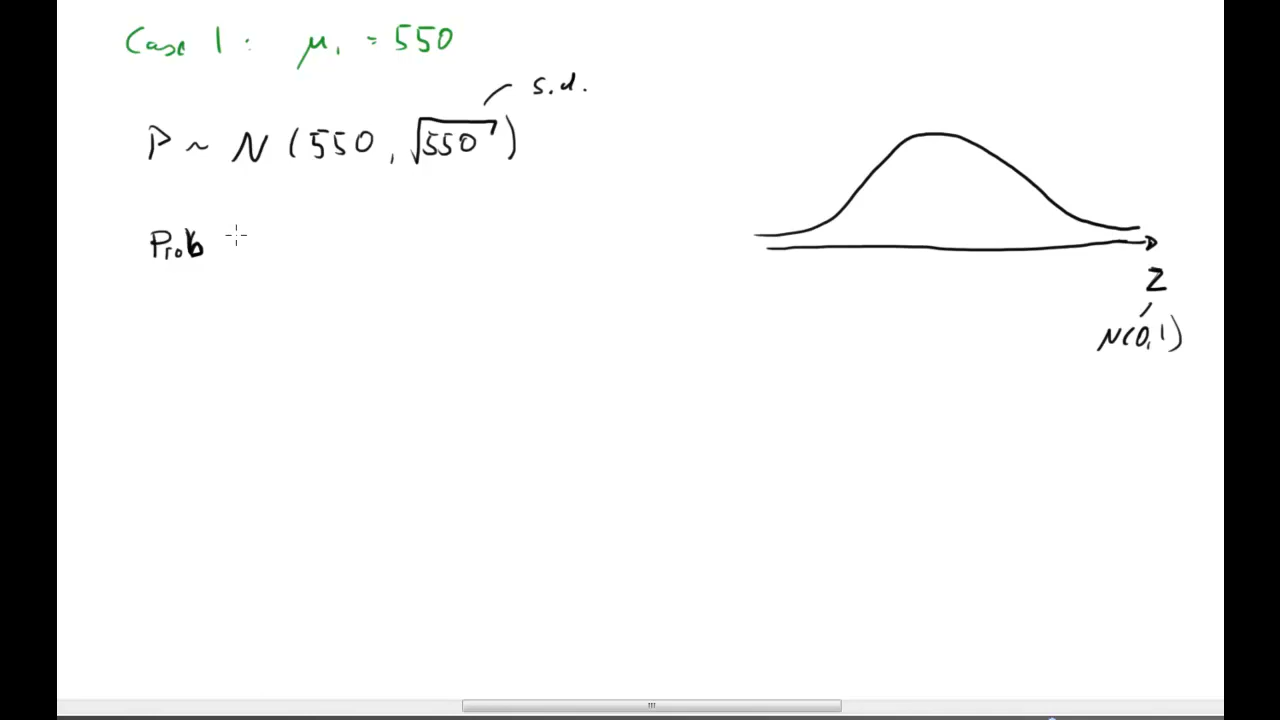 Case 1: μ₁ = 550
s.d.
P ~ N (550, √550)
Prob
Z
N(0,1)